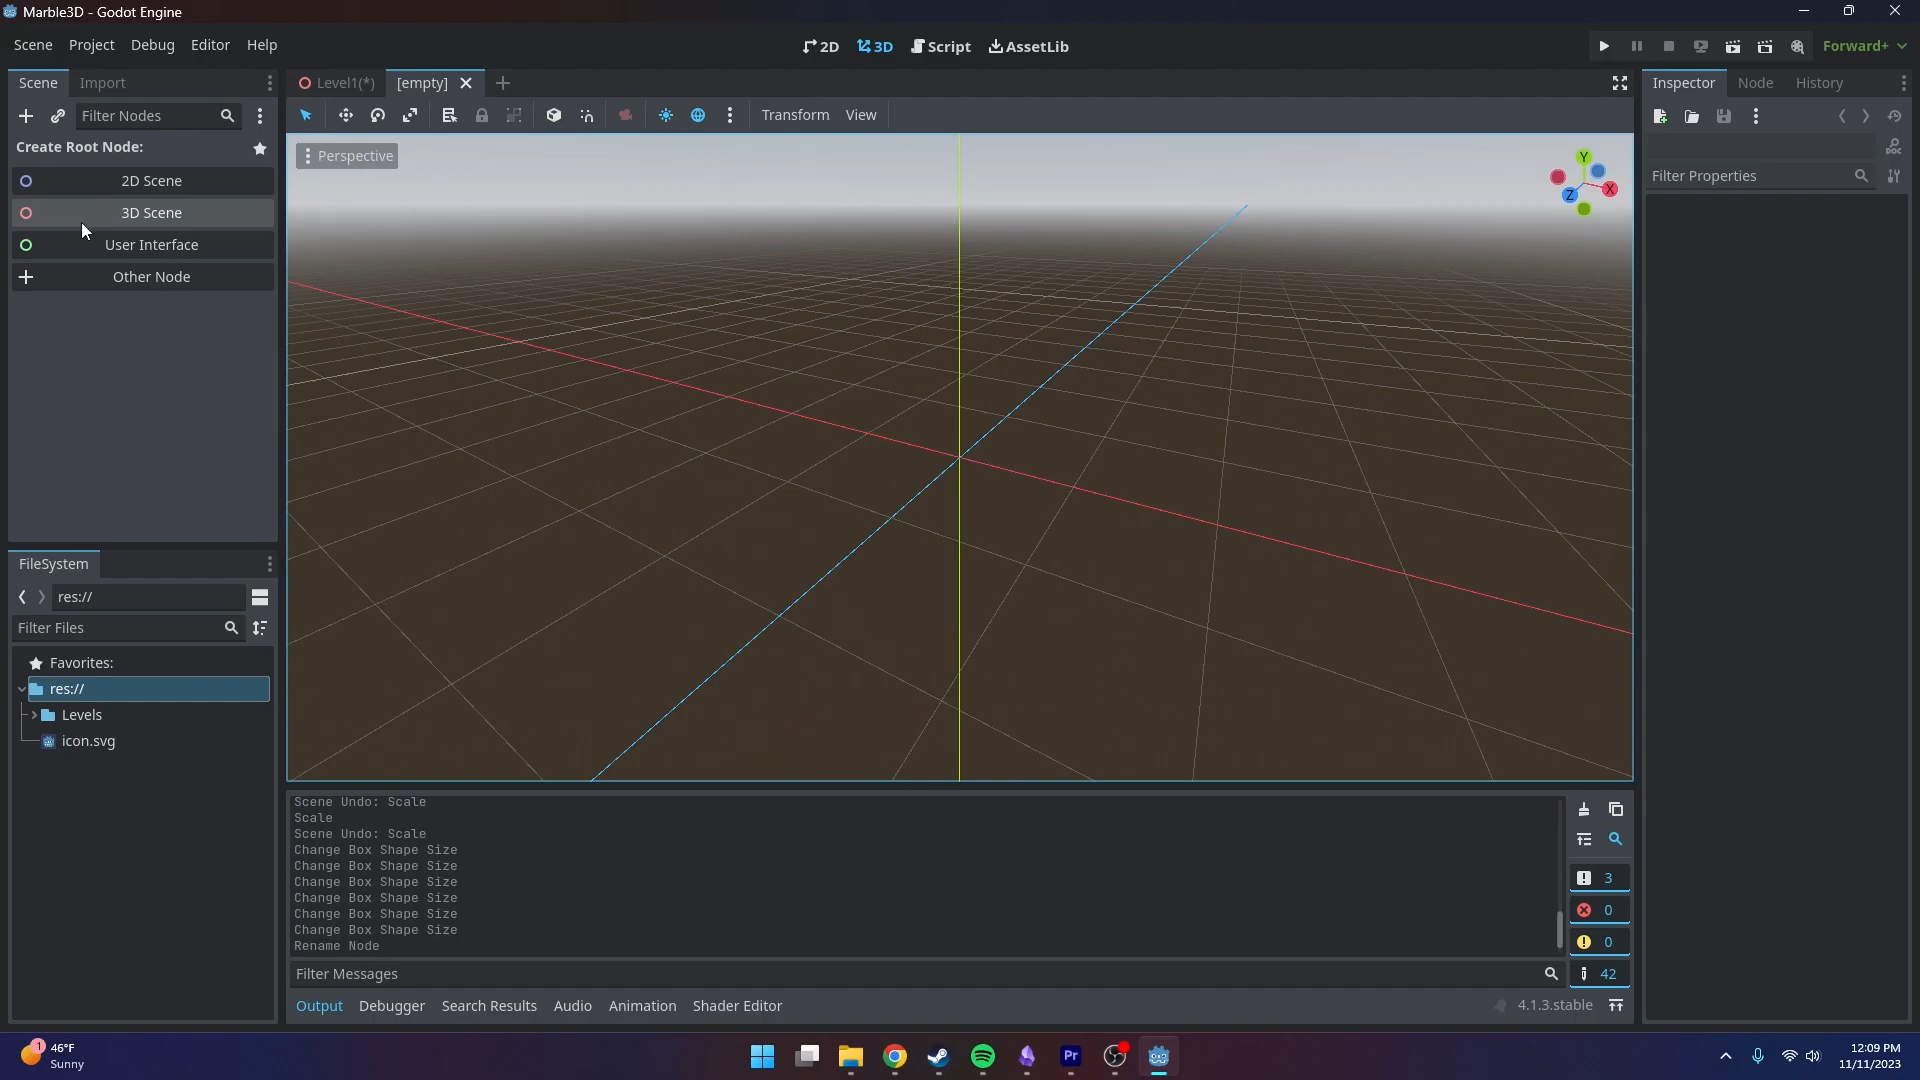 Marble3D - Godot Engine
Scene Project Debug Editor Help
2D 3D Script AssetLib
Forward+
Scene Import
Level1(*) [empty]
Inspector Node History
Filter Nodes
Transform View
Create Root Node:
2D Scene
3D Scene
User Interface
Other Node
Perspective
Y
X
Z
DOC
Filter Properties
FileSystem
res://
Filter Files
Favorites:
res://
Levels
icon.svg
Scene Undo: Scale
Scale
Scene Undo: Scale
Change Box Shape Size
Change Box Shape Size
Change Box Shape Size
Change Box Shape Size
Change Box Shape Size
Change Box Shape Size
Rename Node
3
0
0
42
Filter Messages
Output Debugger Search Results Audio Animation Shader Editor
4.1.3.stable
1
46°F
Sunny
Pr
12:09 PM
11/11/2023